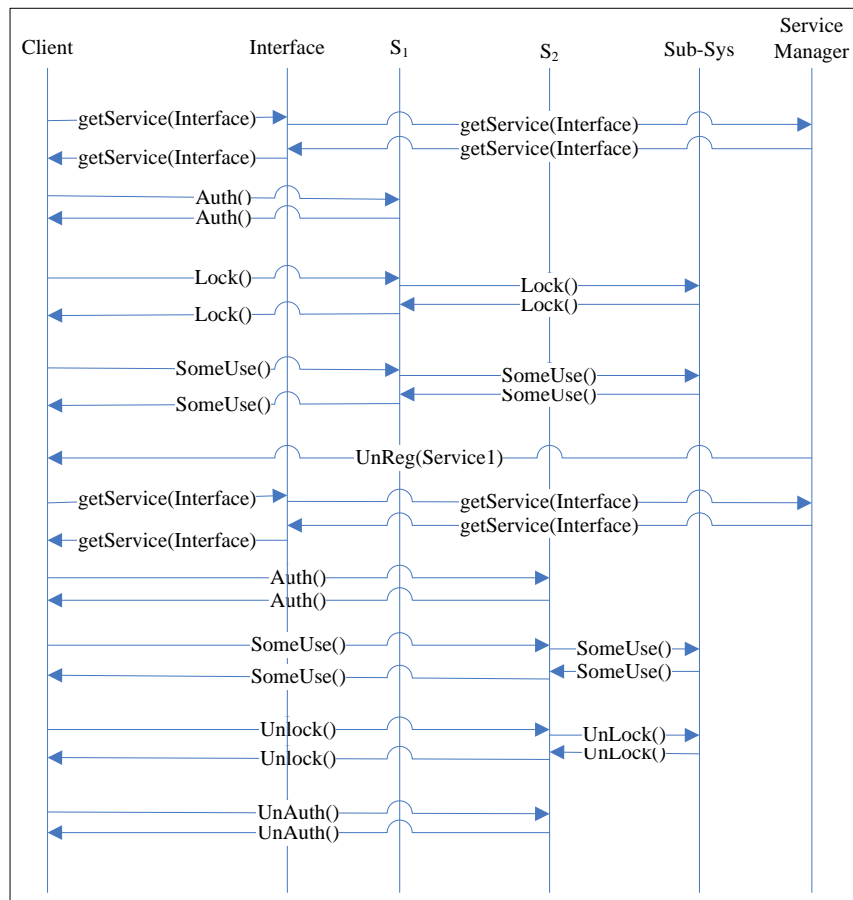 Client Interface S₁ S₂ Sub-Sys Service Manager
getService(Interface) getService(Interface)
getService(Interface) getService(Interface)
Auth()
Auth()
Lock() Lock()
Lock() Lock()
SomeUse() SomeUse()
SomeUse() SomeUse()
UnReg(Service1)
getService(Interface) getService(Interface)
getService(Interface) getService(Interface)
Auth()
Auth()
SomeUse() SomeUse()
SomeUse() SomeUse()
Unlock() UnLock()
Unlock() UnLock()
UnAuth()
UnAuth()